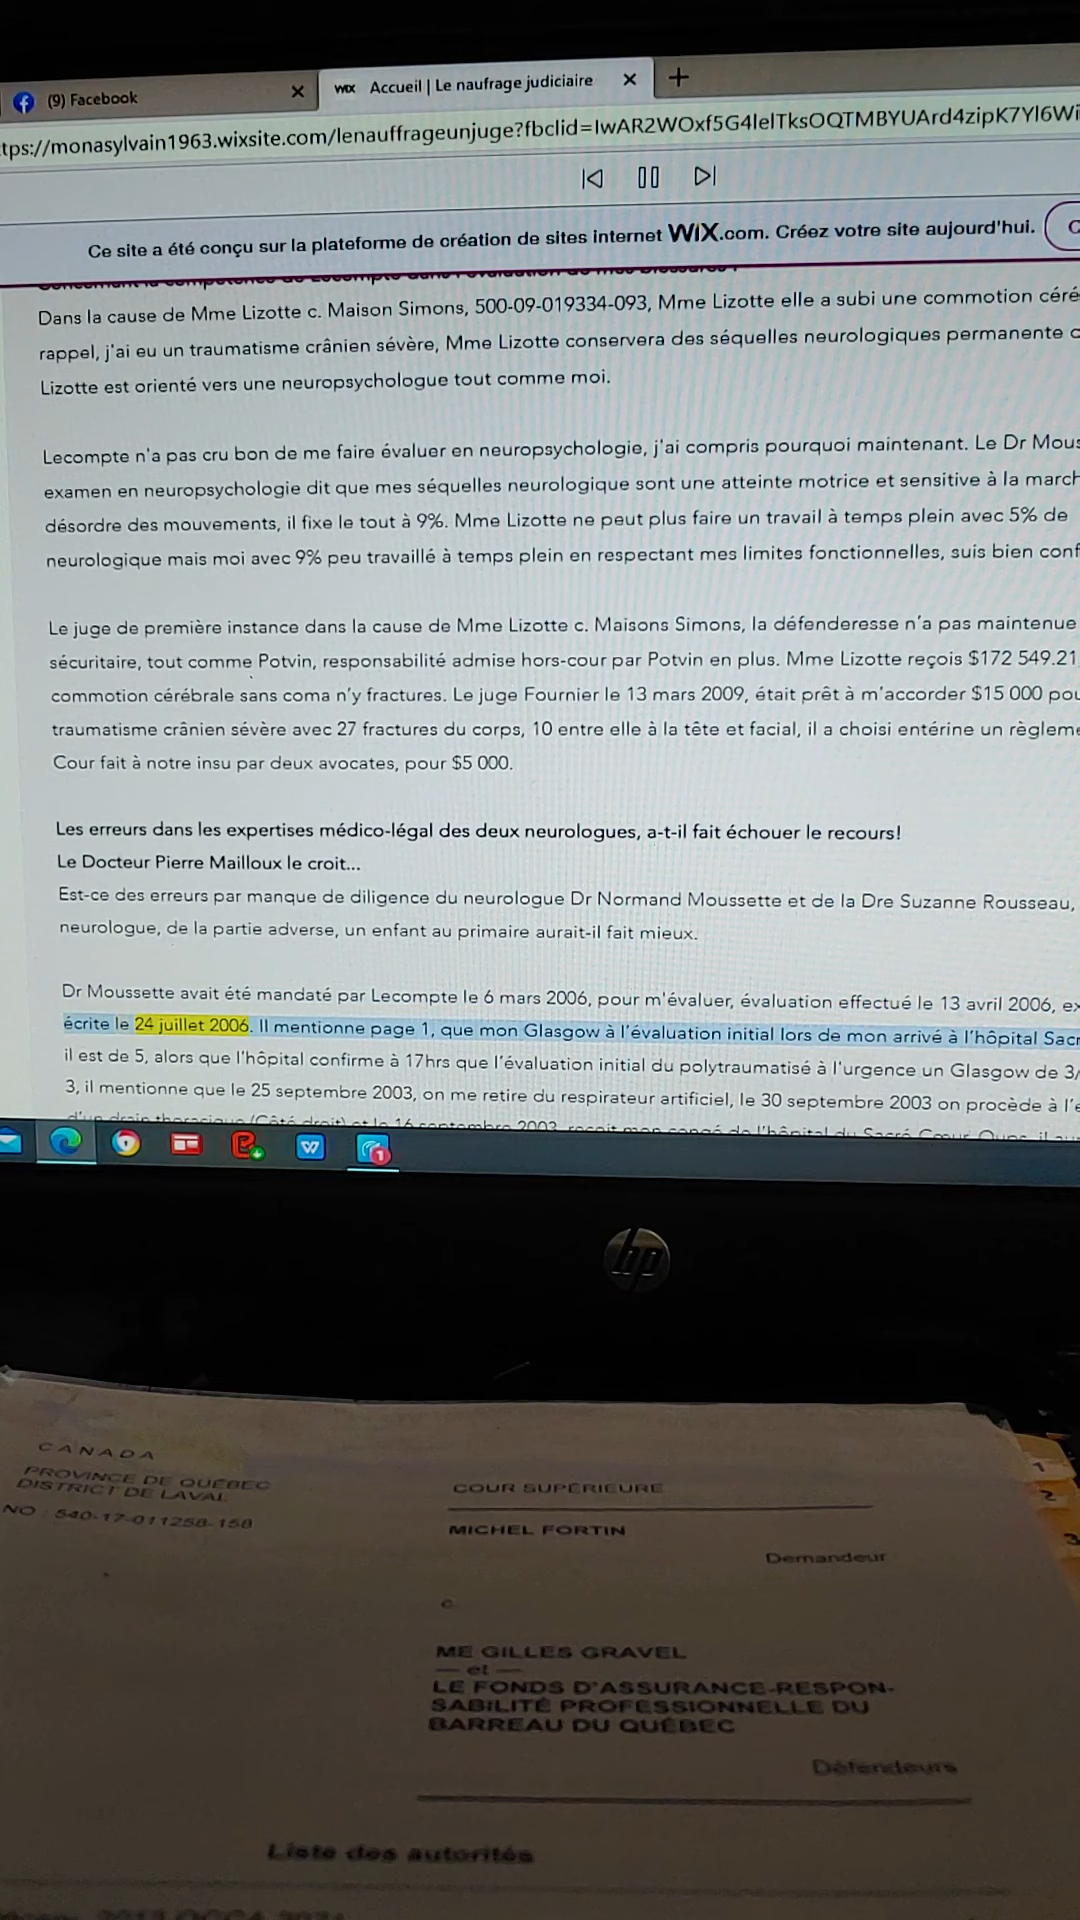 (9) Facebook
WiX Accueil | Le naufrage judiciaire
tps://monasylvain1963.wixsite.com/lenauffrageunjuge?fbclid=IwAR2WOxf5G4lelTksOQTMBYUArd4zipK7Yl6Wi
Ce site a été conçu sur la plateforme de création de sites internet WiX.com. Créez votre site aujourd'hui.
Dans la cause de Mme Lizotte c. Maison Simons, 500-09-019334-093, Mme Lizotte elle a subi une commotion céré
rappel, j'ai eu un traumatisme crânien sévère, Mme Lizotte conservera des séquelles neurologiques permanente
Lizotte est orienté vers une neuropsychologue tout comme moi.
Lecompte n'a pas cru bon de me faire évaluer en neuropsychologie, j'ai compris pourquoi maintenant. Le Dr Mous
examen en neuropsychologie dit que mes séquelles neurologique sont une atteinte motrice et sensitive à la march
désordre des mouvements, il fixe le tout à 9%. Mme Lizotte ne peut plus faire un travail à temps plein avec 5% de
neurologique mais moi avec 9% peu travaillé à temps plein en respectant mes limites fonctionnelles, suis bien conf
Le juge de première instance dans la cause de Mme Lizotte c. Maisons Simons, la défenderesse n'a pas maintenue
sécuritaire, tout comme Potvin, responsabilité admise hors-cour par Potvin en plus. Mme Lizotte reçois $172 549.21
commotion cérébrale sans coma n'y fractures. Le juge Fournier le 13 mars 2009, était prêt à m'accorder $15 000 pou
traumatisme crânien sévère avec 27 fractures du corps, 10 entre elle à la tête et facial, il a choisi entérine un règleme
Cour fait à notre insu par deux avocates, pour $5 000.
Les erreurs dans les expertises médico-légal des deux neurologues, a-t-il fait échouer le recours!
Le Docteur Pierre Mailloux le croit...
Est-ce des erreurs par manque de diligence du neurologue Dr Normand Moussette et de la Dre Suzanne Rousseau,
neurologue, de la partie adverse, un enfant au primaire aurait-il fait mieux.
Dr Moussette avait été mandaté par Lecompte le 6 mars 2006, pour m'évaluer, évaluation effectué le 13 avril 2006, ex
écrite le 24 juillet 2006. Il mentionne page 1, que mon Glasgow à l'évaluation initial lors de mon arrivé à l'hôpital Sacr
il est de 5, alors que l'hôpital confirme à 17hrs que l'évaluation initial du polytraumatisé à l'urgence un Glasgow de 3/
3, il mentionne que le 25 septembre 2003, on me retire du respirateur artificiel, le 30 septembre 2003 on procède à l'e
W
1
hp
CANADA
PROVINCE DE QUÉBEC
DISTRICT DE LAVAL
NO : 540-17-011258-158
COUR SUPÉRIEURE
MICHEL FORTIN
Demandeur
c.
ME GILLES GRAVEL
— et —
LE FONDS D'ASSURANCE-RESPON-
SABILITÉ PROFESSIONNELLE DU
BARREAU DU QUÉBEC
Défendeurs
Liste des autorités
1
2
3